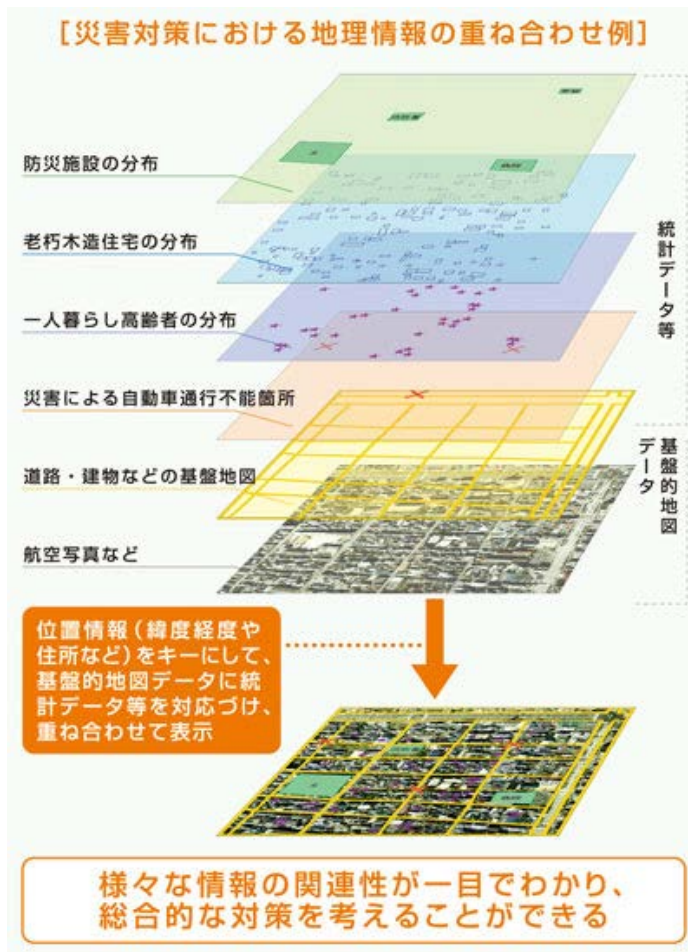 [災害対策における地理情報の重ね合わせ例]
防災施設の分布
老朽木造住宅の分布
一人暮らし高齢者の分布
災害による自動車通行不能箇所
道路・建物などの基盤地図
航空写真など
統計データ等
基盤的地図
データ
位置情報(緯度経度や
住所など)をキーにして、
基盤的地図データに統
計データ等を対応づけ、
重ね合わせて表示
様々な情報の関連性が一目でわかり、
総合的な対策を考えることができる